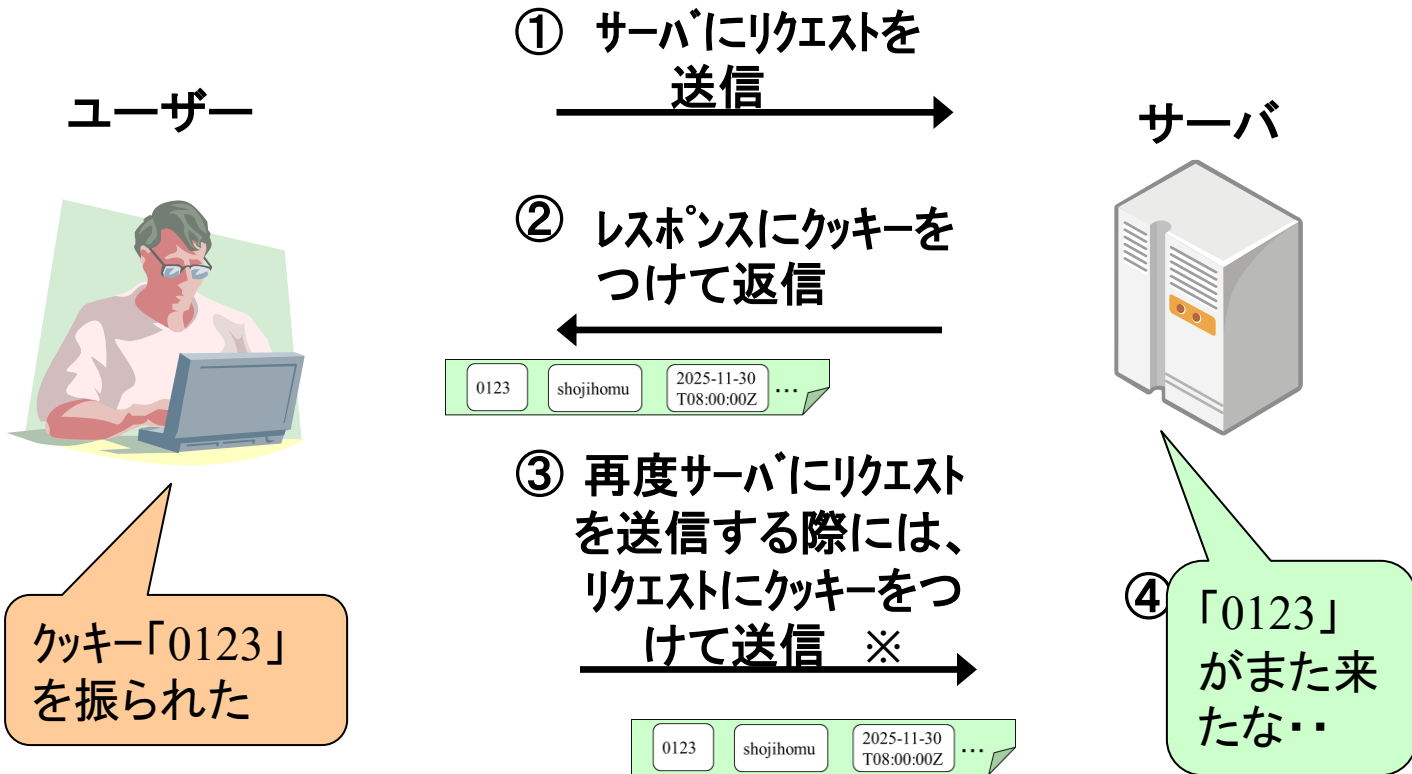 ① サーバにリクエストを
送信
ユーザー
サーバ
② レスポンスにクッキーを
つけて返信
0123
shojihomu
2025-11-30
T08:00:00Z
…
③ 再度サーバにリクエスト
を送信する際には、
リクエストにクッキーをつ
けて送信 ※
クッキー「0123」
を振られた
④
「0123」
がまた来
たな・・
0123
shojihomu
2025-11-30
T08:00:00Z
…